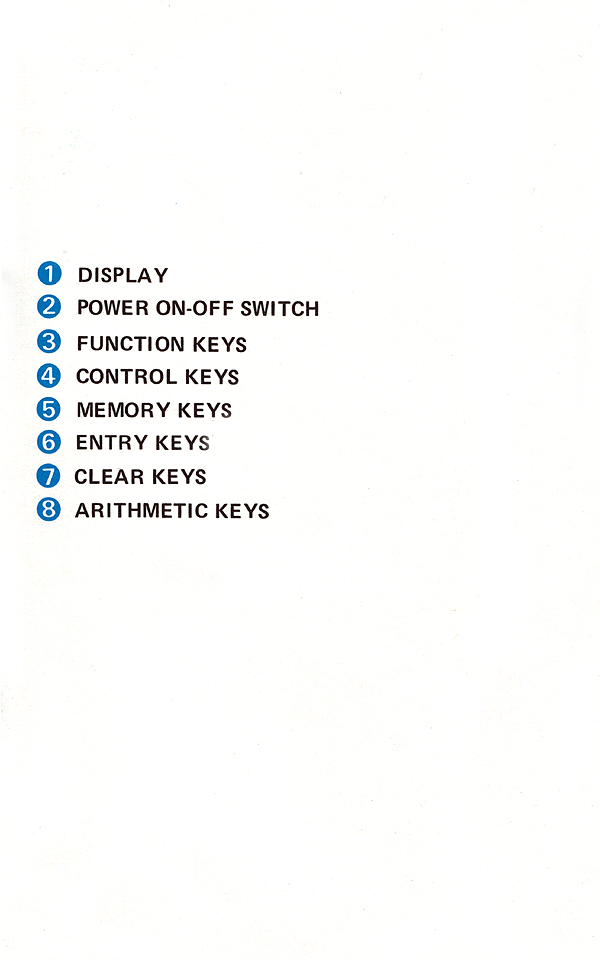 1 DISPLAY
2 POWER ON-OFF SWITCH
3 FUNCTION KEYS
4 CONTROL KEYS
5 MEMORY KEYS
6 ENTRY KEYS
7 CLEAR KEYS
8 ARITHMETIC KEYS